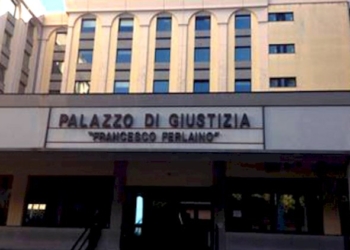 PALAZZO DI GIUSTIZIA
"FRANCESCO FERLAINO"